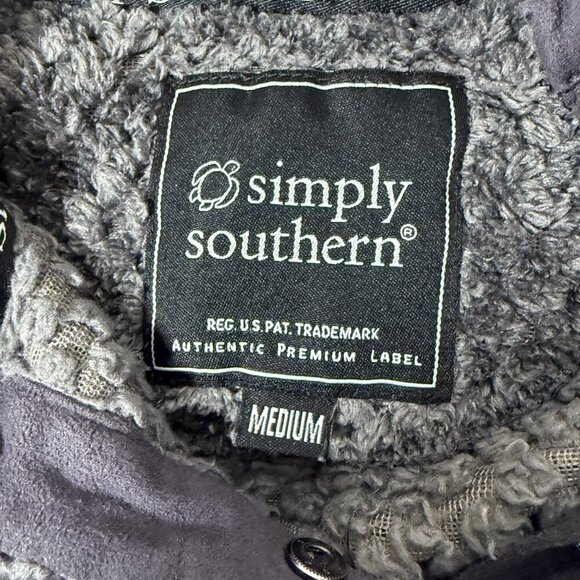 simply
southern®
REG. U.S. PAT. TRADEMARK
AUTHENTIC PREMIUM LABEL
MEDIUM